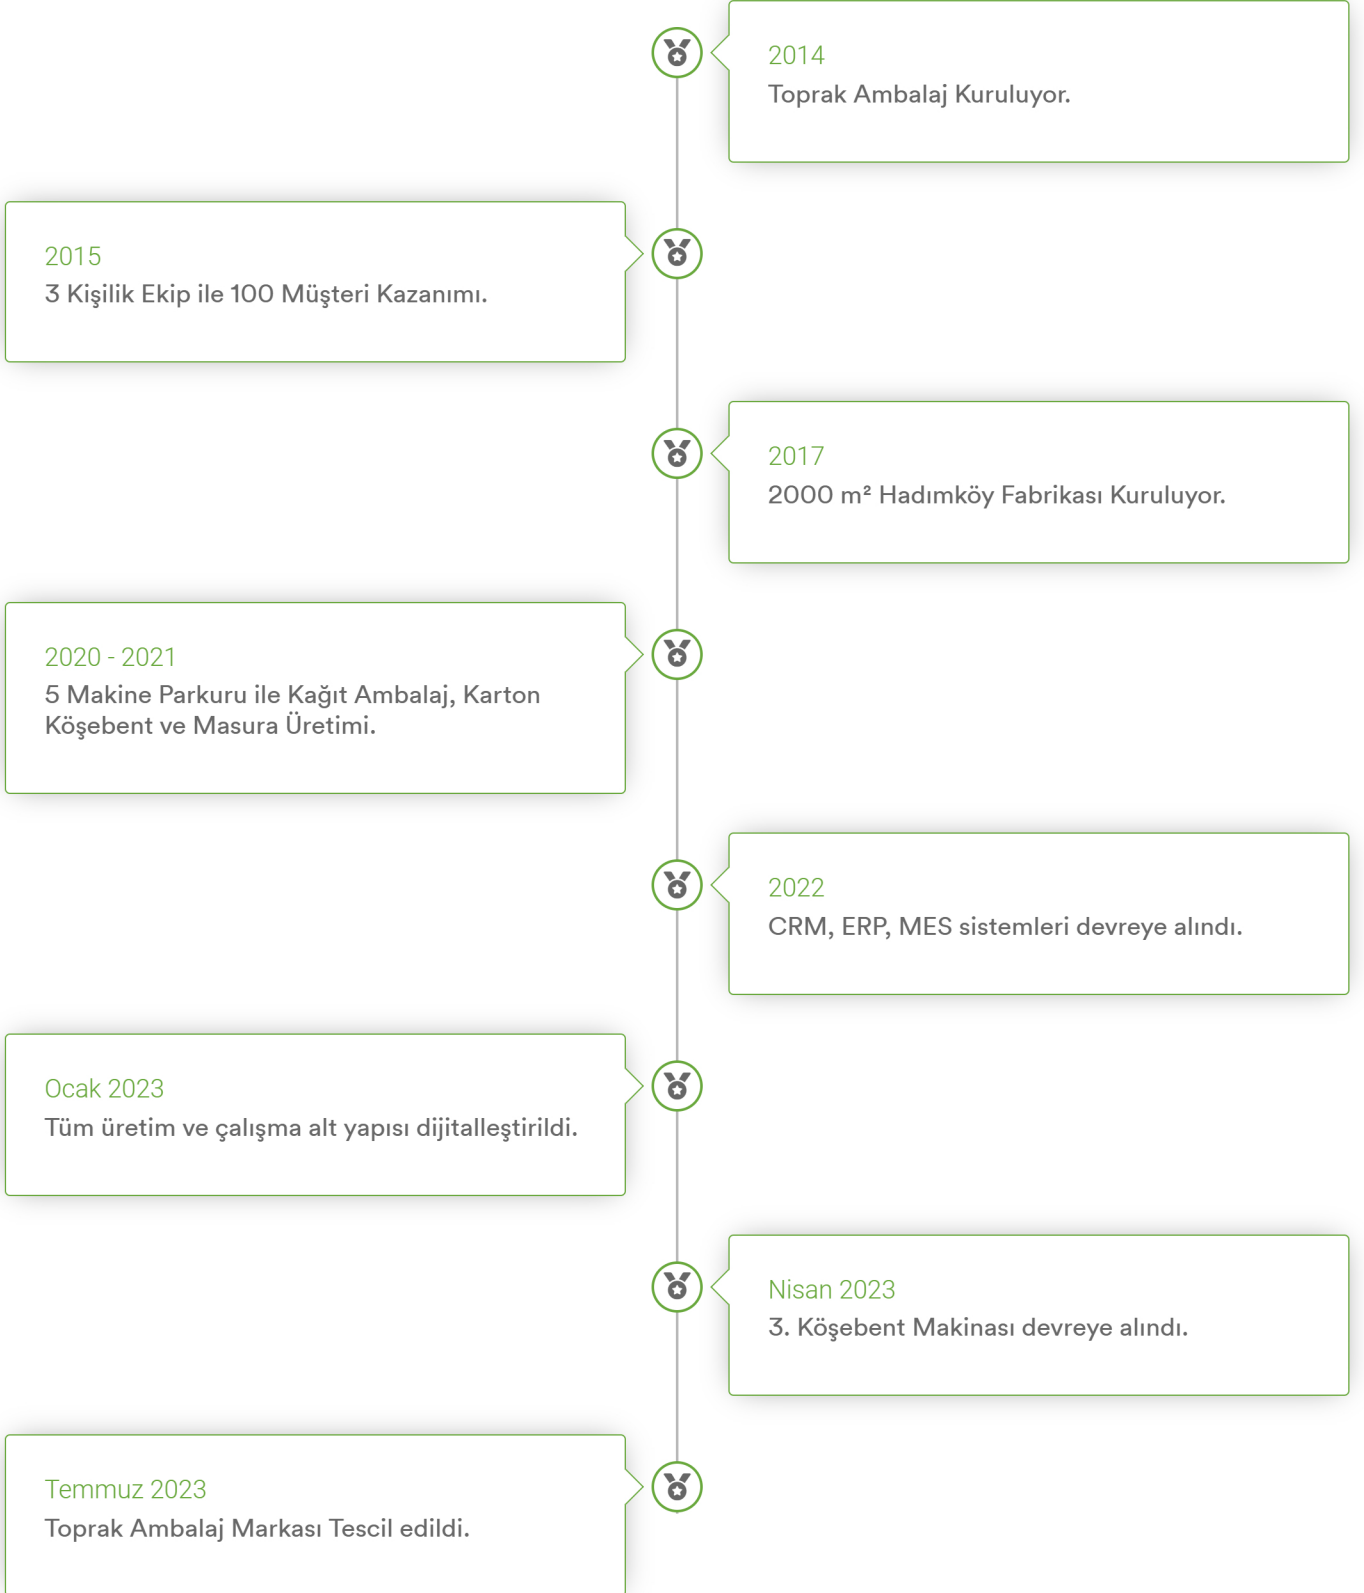 2014
Toprak Ambalaj Kuruluyor.
2015
3 Kişilik Ekip ile 100 Müşteri Kazanımı.
2017
2000 m² Hadımköy Fabrikası Kuruluyor.
2020 - 2021
5 Makine Parkuru ile Kağıt Ambalaj, Karton
Köşebent ve Masura Üretimi.
2022
CRM, ERP, MES sistemleri devreye alındı.
Ocak 2023
Tüm üretim ve çalışma alt yapısı dijitalleştirildi.
Nisan 2023
3. Köşebent Makinası devreye alındı.
Temmuz 2023
Toprak Ambalaj Markası Tescil edildi.